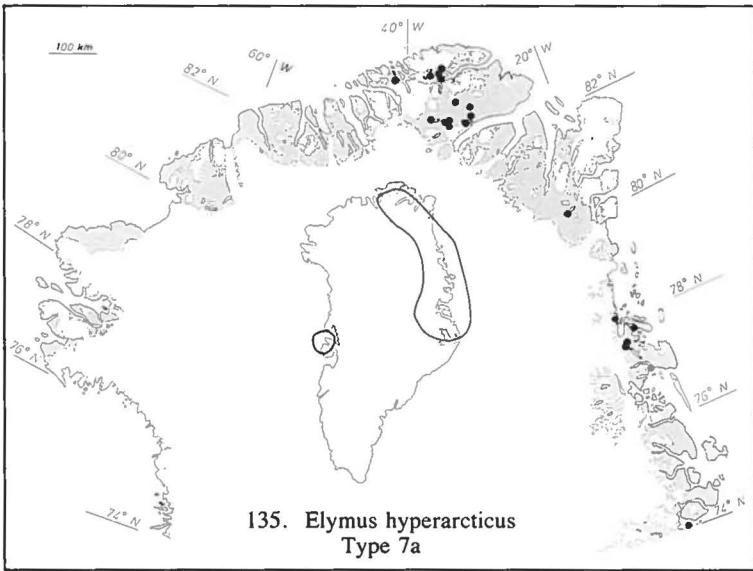 100 km
60° W
40° W
20° W
82° N
82° N
80° N
80° N
78° N
78° N
76° N
76° N
74° N
74° N
135. Elymus hyperarcticus
Type 7a